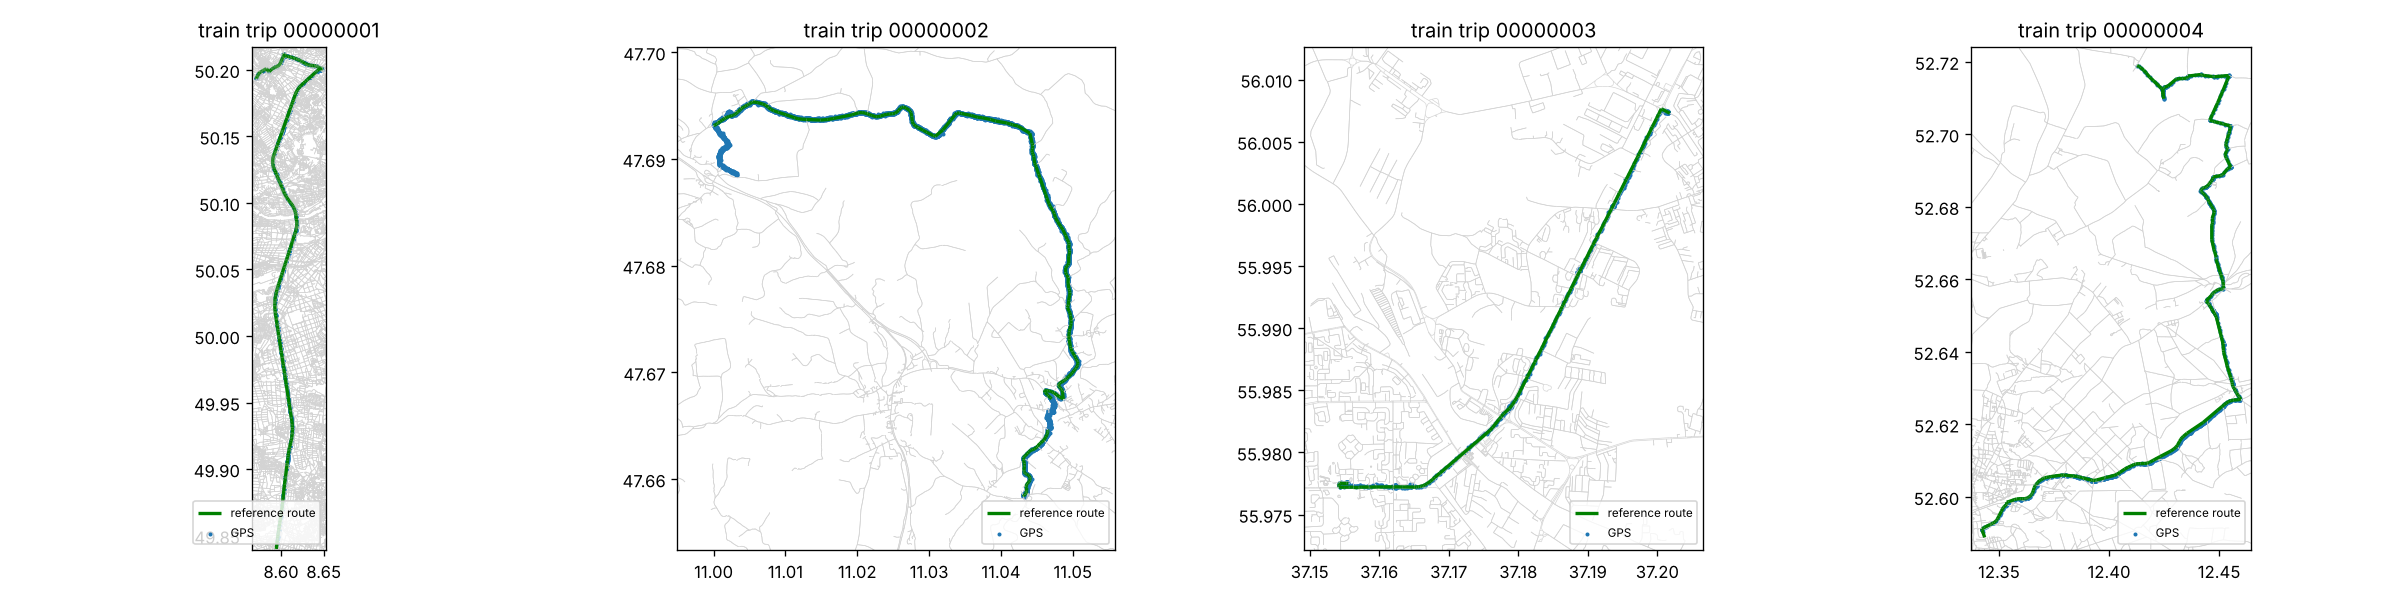 train trip 00000001
50.20
50.15
50.10
50.05
50.00
49.95
49.90
49.85
8.60 8.65
reference route
GPS
train trip 00000002
47.70
47.69
47.68
47.67
47.66
11.00 11.01 11.02 11.03 11.04 11.05
reference route
GPS
train trip 00000003
56.010
56.005
56.000
55.995
55.990
55.985
55.980
55.975
37.15 37.16 37.17 37.18 37.19 37.20
reference route
GPS
train trip 00000004
52.72
52.70
52.68
52.66
52.64
52.62
52.60
12.35 12.40 12.45
reference route
GPS